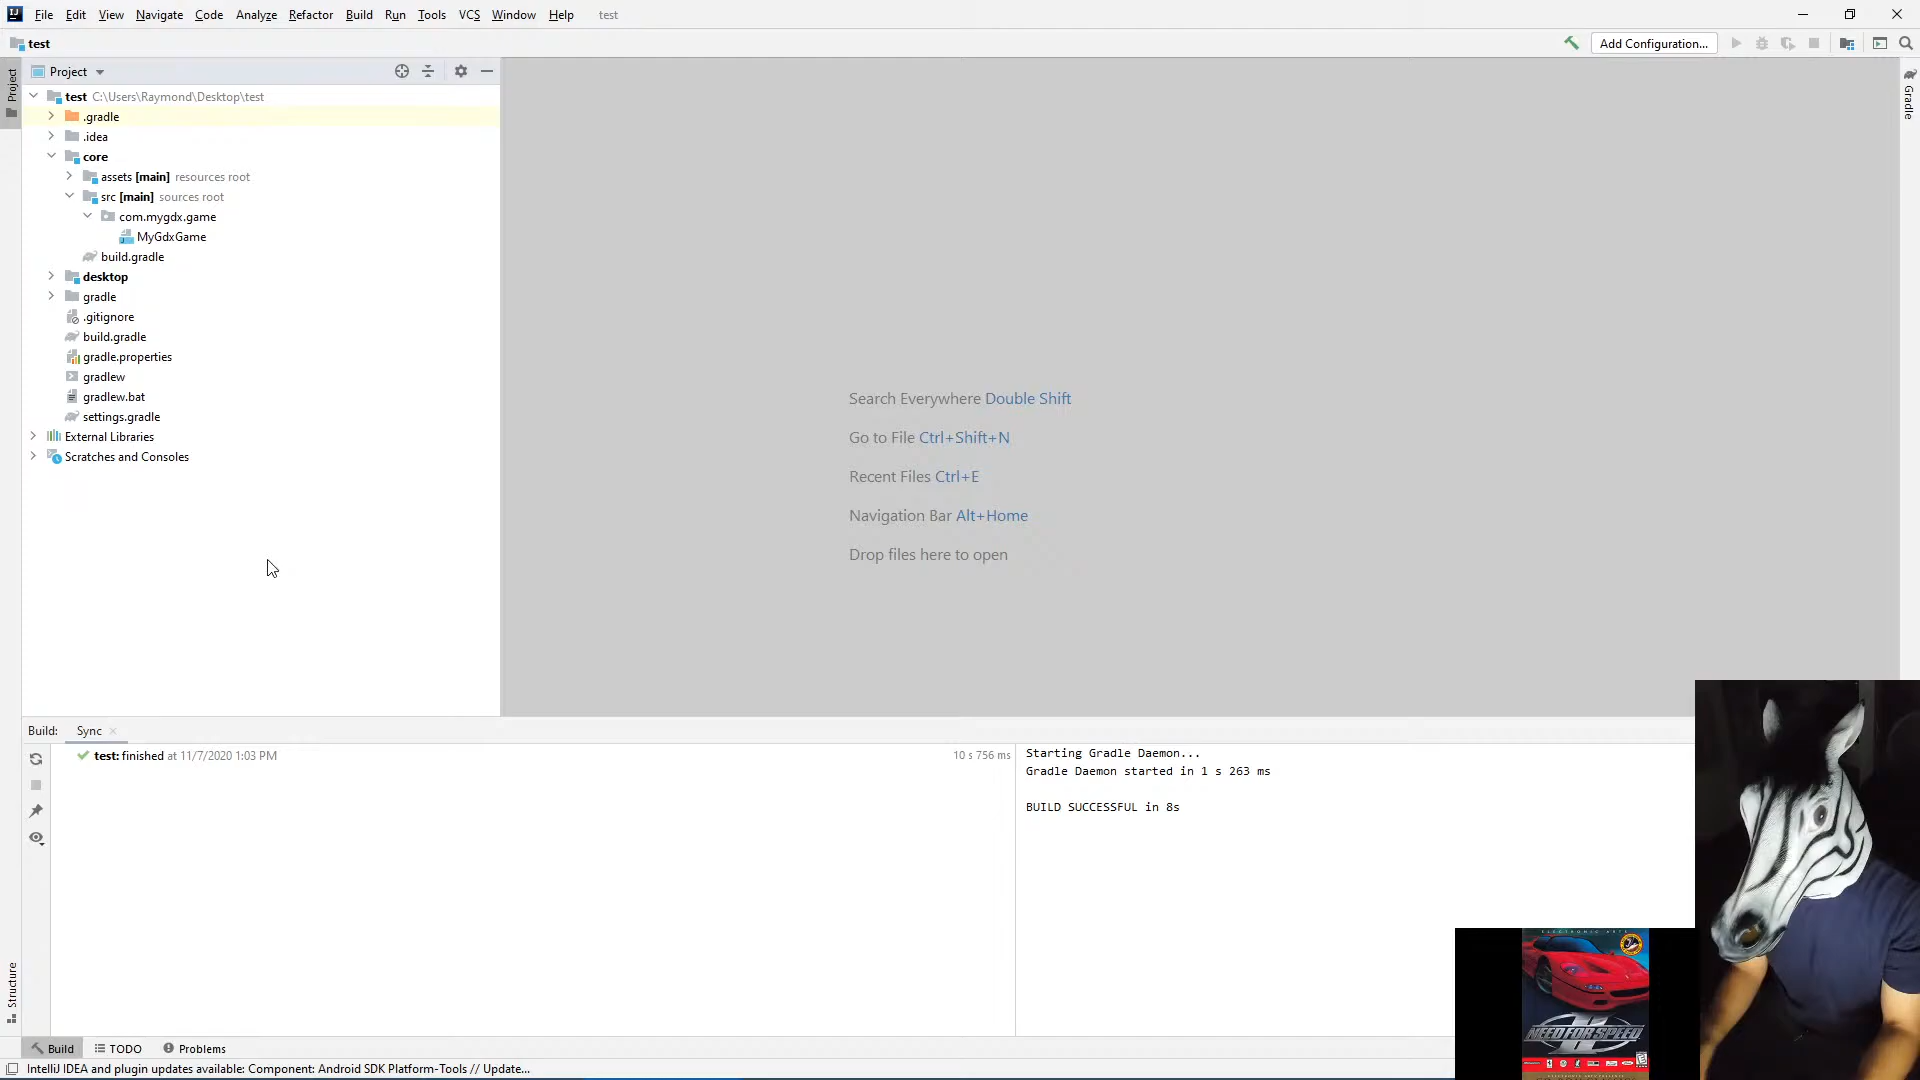 File Edit View Navigate Code Analyze Refactor Build Run Tools VCS Window Help test
test
Add Configuration...
Project
Project
Gradle
test C:\Users\Raymond\Desktop\test
.gradle
.idea
core
assets [main] resources root
src [main] sources root
com.mygdx.game
MyGdxGame
build.gradle
desktop
gradle
.gitignore
build.gradle
gradle.properties
gradlew
gradlew.bat
settings.gradle
External Libraries
Scratches and Consoles
Search Everywhere Double Shift
Go to File Ctrl+Shift+N
Recent Files Ctrl+E
Navigation Bar Alt+Home
Drop files here to open
Build: Sync
test: finished at 11/7/2020 1:03 PM
10 s 756 ms
Starting Gradle Daemon...
Gradle Daemon started in 1 s 263 ms
BUILD SUCCESSFUL in 8s
Structure
ELECTRONIC ARTS
NEED FOR SPEED
II
Build TODO Problems
IntelliJ IDEA and plugin updates available: Component: Android SDK Platform-Tools // Update...